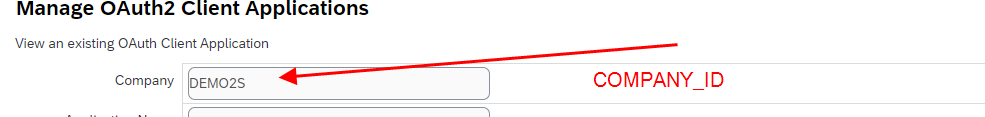 Manage OAuth2 Client Applications
View an existing OAuth Client Application
Company DEMO2S COMPANY_ID